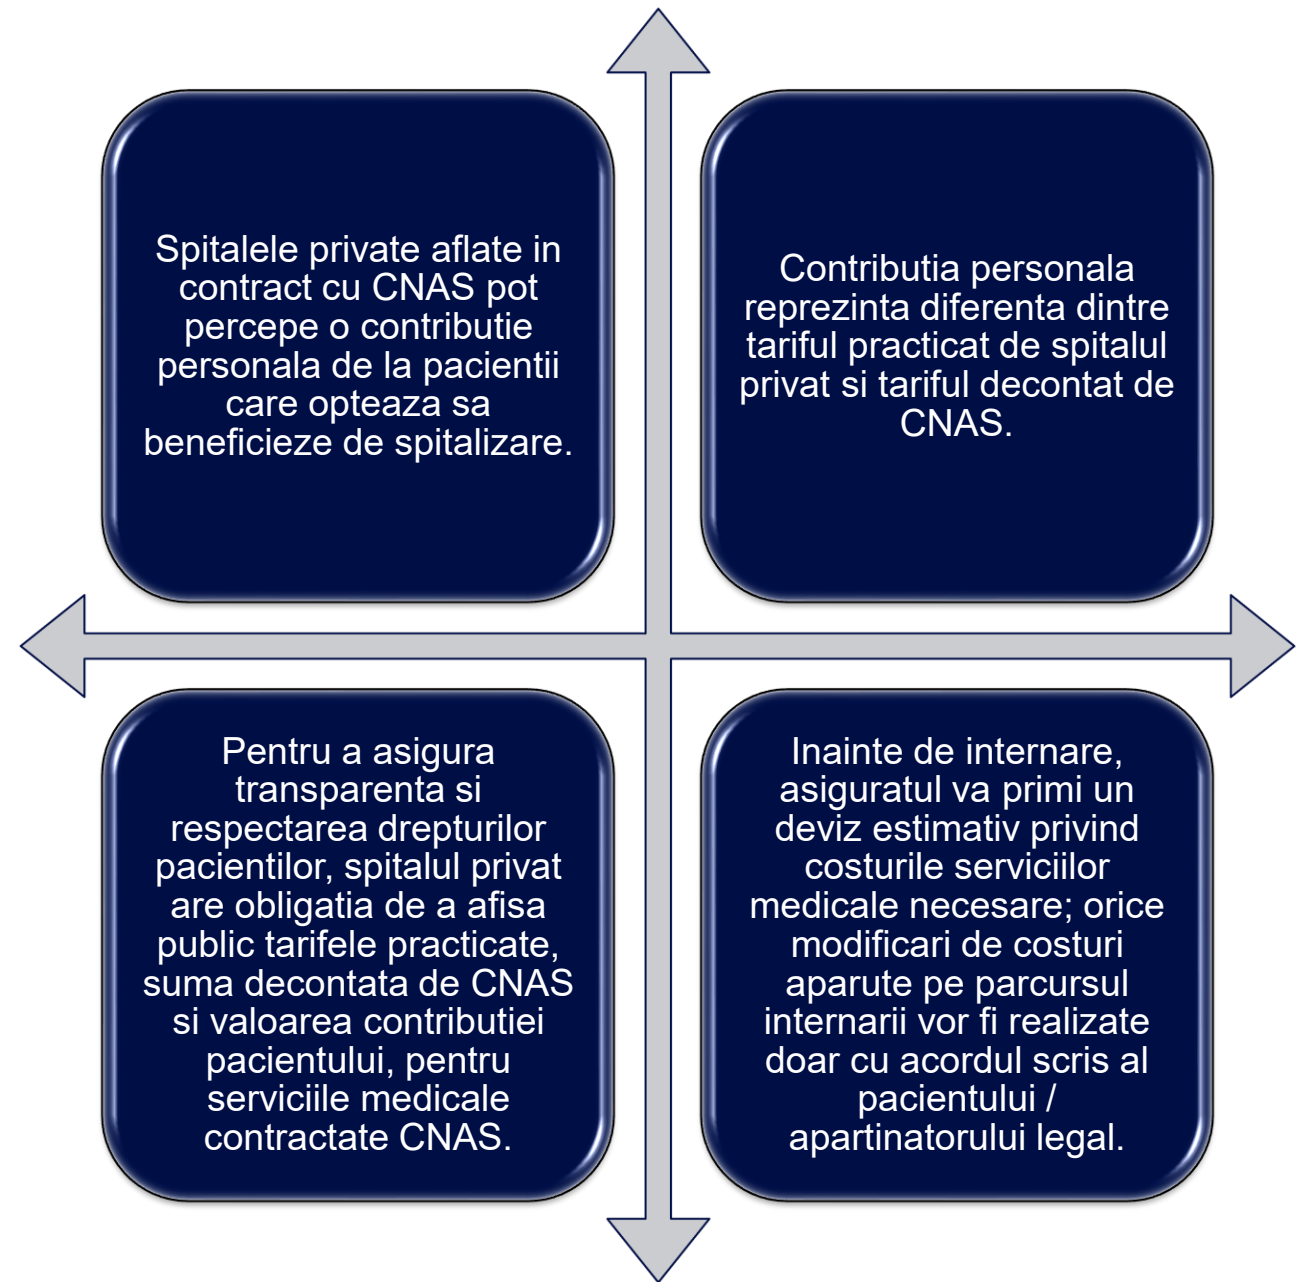 Spitalele private aflate in
contract cu CNAS pot
percepe o contributie
personala de la pacientii
care opteaza sa
beneficieze de spitalizare.
Contributia personala
reprezinta diferenta dintre
tariful practicat de spitalul
privat si tariful decontat de
CNAS.
Pentru a asigura
transparenta si
respectarea drepturilor
pacientilor, spitalul privat
are obligatia de a afisa
public tarifele practicate,
suma decontata de CNAS
si valoarea contributiei
pacientului, pentru
serviciile medicale
contractate CNAS.
Inainte de internare,
asiguratul va primi un
deviz estimativ privind
costurile serviciilor
medicale necesare; orice
modificari de costuri
aparute pe parcursul
internarii vor fi realizate
doar cu acordul scris al
pacientului /
apartinatorului legal.